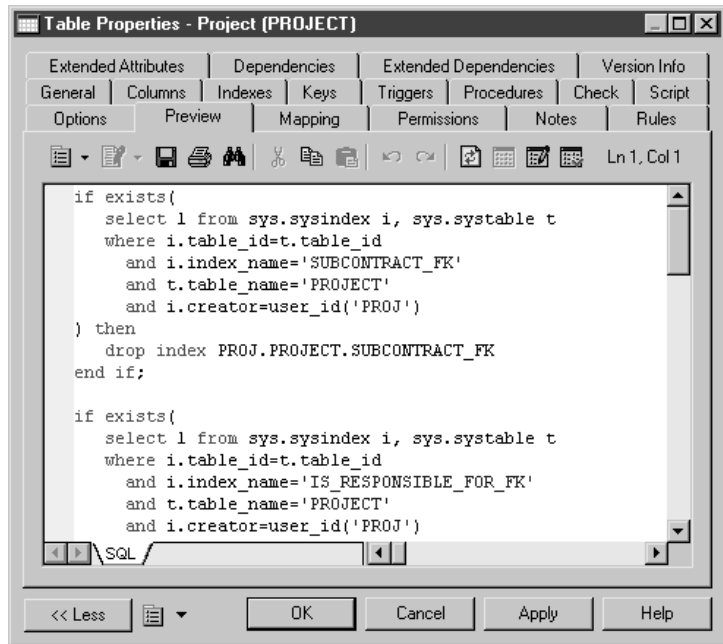 Table Properties - Project (PROJECT)
Extended Attributes Dependencies Extended Dependencies Version Info
General Columns Indexes Keys Triggers Procedures Check Script
Options Preview Mapping Permissions Notes Rules
Ln 1, Col 1
if exists(
select 1 from sys.sysindex i, sys.systable t
where i.table_id=t.table_id
and i.index_name='SUBCONTRACT_FK'
and t.table_name='PROJECT'
and i.creator=user_id('PROJ')
) then
drop index PROJ.PROJECT.SUBCONTRACT_FK
end if;
if exists(
select 1 from sys.sysindex i, sys.systable t
where i.table_id=t.table_id
and i.index_name='IS_RESPONSIBLE_FOR_FK'
and t.table_name='PROJECT'
and i.creator=user_id('PROJ')
SQL
<< Less OK Cancel Apply Help